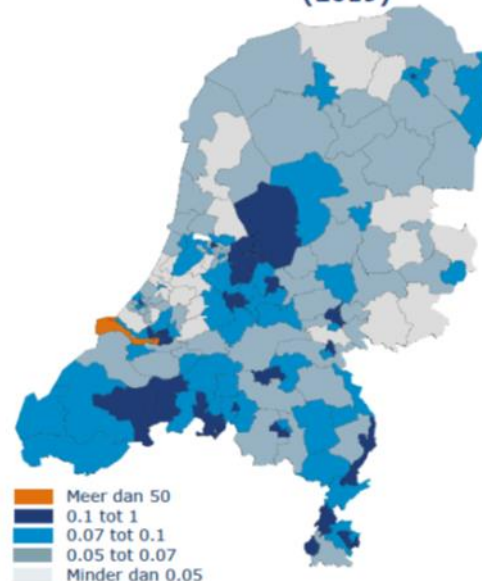 (2019)
Meer dan 50
0.1 tot 1
0.07 tot 0.1
0.05 tot 0.07
Minder dan 0.05